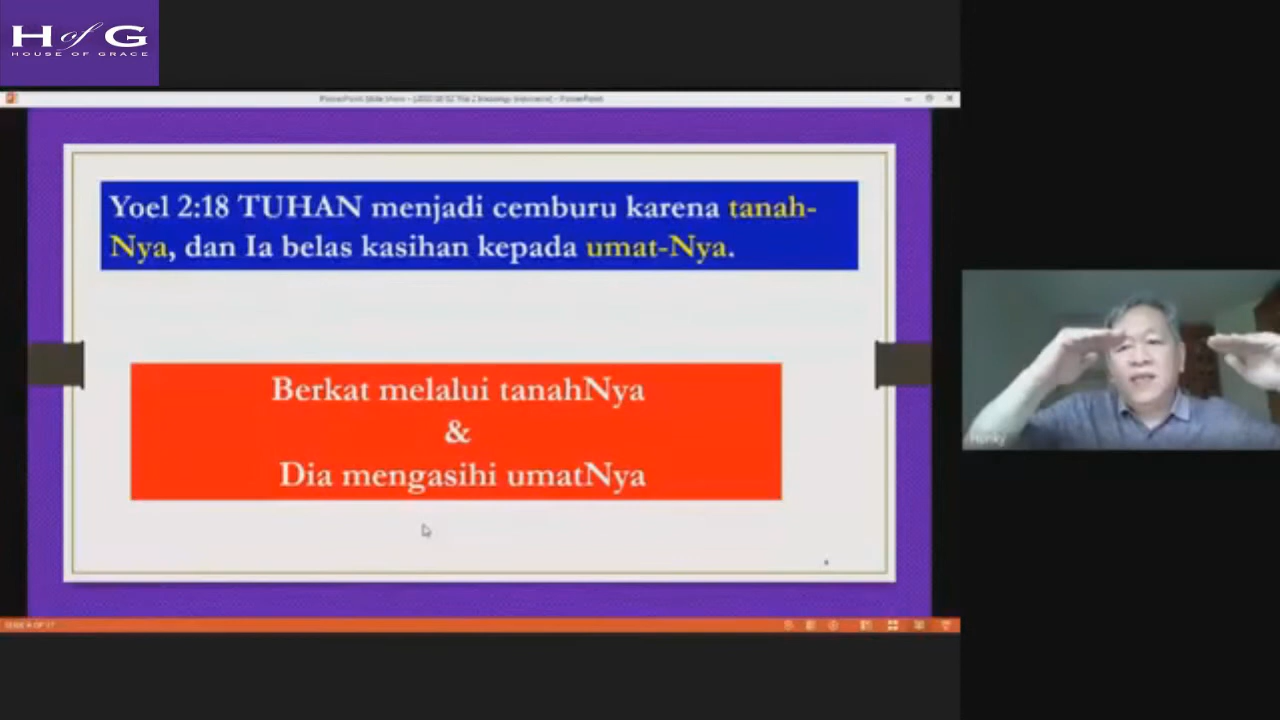 H of G
HOUSE OF GRACE
Yoel 2:18 TUHAN menjadi cemburu karena tanah-
Nya, dan Ia belas kasihan kepada umat-Nya.
Berkat melalui tanahNya
&
Dia mengasihi umatNya